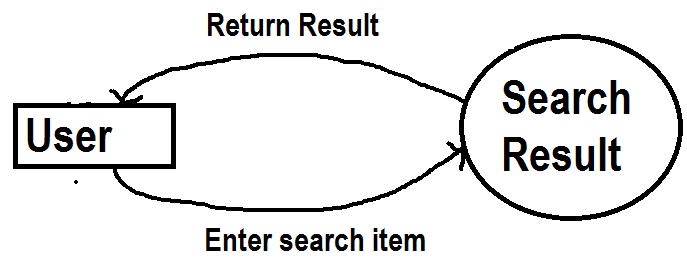 Return Result
User
Search
Result
Enter search item